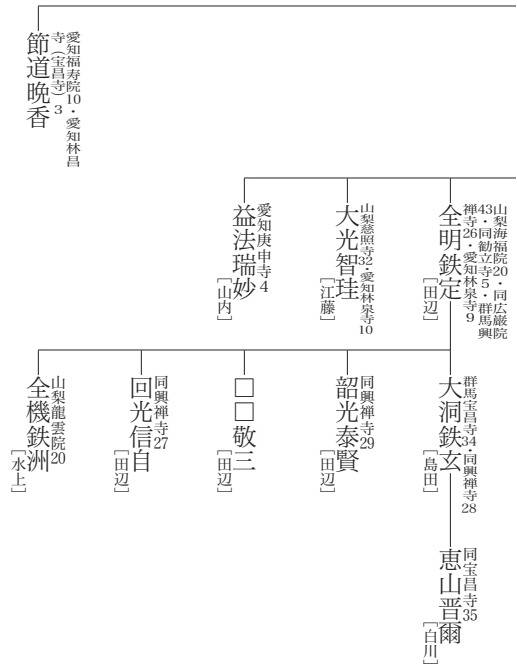 山梨海福院20・同広厳院
43・同勧立寺5・群馬興
禅寺26・愛知林泉寺9
全明鉄定
[田辺]
山梨慈照寺32・愛知林泉寺10
大光智珪
[江藤]
愛知庚申寺4
益法瑞妙
[山内]
愛知福寿院10・愛知林昌
寺(宝昌寺)3
節道晩香
群馬宝昌寺34・同興禅寺28
大洞鉄玄
[島田]
同興禅寺29
韶光泰賢
[田辺]
□□敬三
[田辺]
同興禅寺27
回光信自
[田辺]
山梨龍雲院20
全機鉄洲
[水上]
同宝昌寺35
恵山晋爾
[白川]